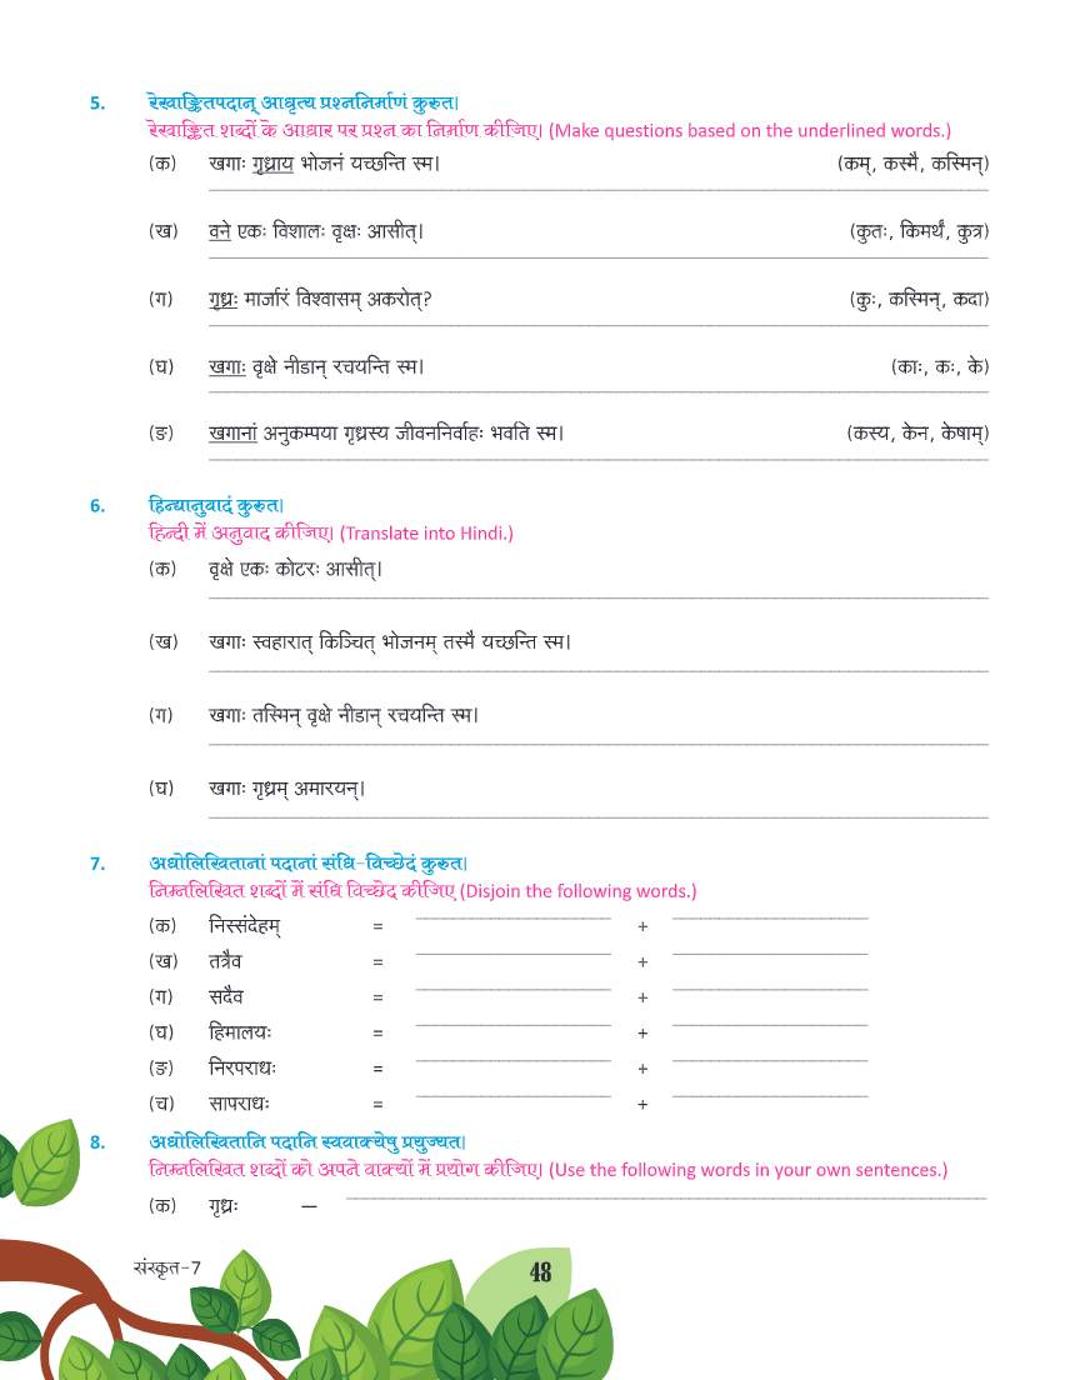 5. रेखाङ्कितपदान् आधृत्य प्रश्ननिर्माणं कुरुत।
रेखाङ्कित शब्दों के आधार पर प्रश्न का निर्माण कीजिए। (Make questions based on the underlined words.)
(क) खगाः गृध्राय भोजनं यच्छन्ति स्म। (कम्, कस्मै, कस्मिन्)
(ख) वने एकः विशालः वृक्षः आसीत्। (कुतः, किमर्थं, कुत्र)
(ग) गृध्रः मार्जारं विश्वासम् अकरोत्? (कुः, कस्मिन्, कदा)
(घ) खगाः वृक्षे नीडान् रचयन्ति स्म। (काः, कः, के)
(ङ) खगानां अनुकम्पया गृध्रस्य जीवननिर्वाहः भवति स्म। (कस्य, केन, केषाम्)
6. हिन्द्यानुवादं कुरुत।
हिन्दी में अनुवाद कीजिए। (Translate into Hindi.)
(क) वृक्षे एकः कोटरः आसीत्।
(ख) खगाः स्वहारात् किञ्चित् भोजनम् तस्मै यच्छन्ति स्म।
(ग) खगाः तस्मिन् वृक्षे नीडान् रचयन्ति स्म।
(घ) खगाः गृध्रम् अमारयन्।
7. अधोलिखितानां पदानां संधि-विच्छेदं कुरुत।
निम्नलिखित शब्दों में संधि विच्छेद कीजिए (Disjoin the following words.)
(क) निस्संदेहम् = +
(ख) तत्रैव = +
(ग) सदैव = +
(घ) हिमालयः = +
(ङ) निरपराधः = +
(च) सापराधः = +
8. अधोलिखितानि पदानि स्ववाक्येषु प्रयुज्यत।
निम्नलिखित शब्दों को अपने वाक्यों में प्रयोग कीजिए। (Use the following words in your own sentences.)
(क) गृध्रः —
संस्कृत-7 48